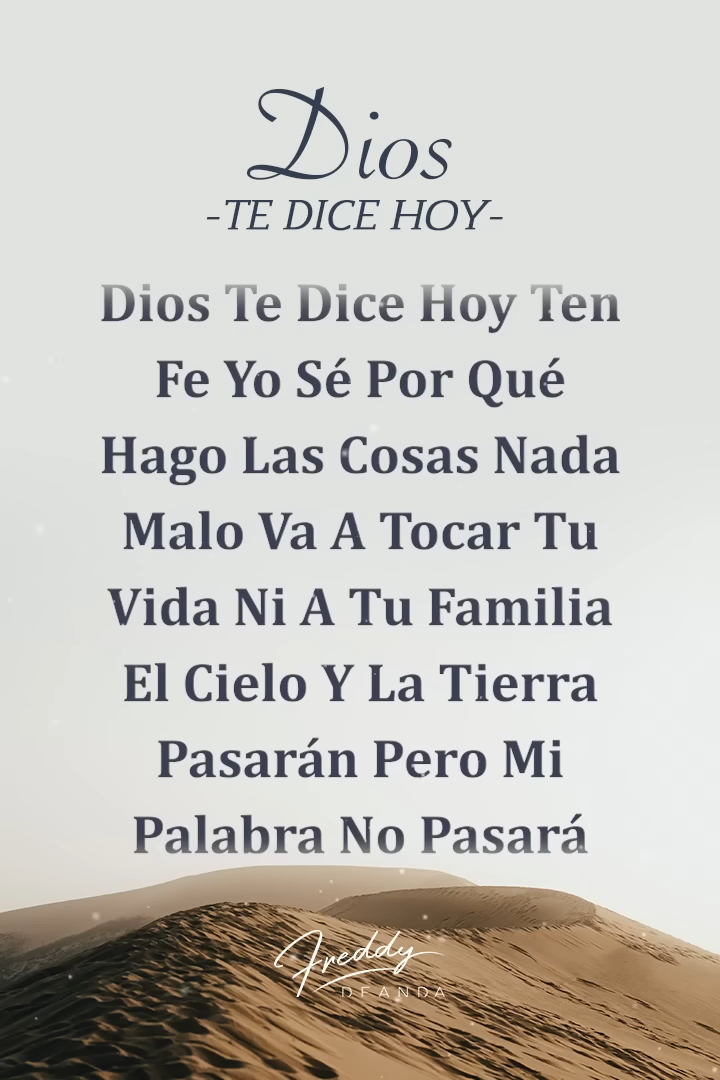 Dios
-TE DICE HOY-
Dios Te Dice Hoy Ten
Fe Yo Sé Por Qué
Hago Las Cosas Nada
Malo Va A Tocar Tu
Vida Ni A Tu Familia
El Cielo Y La Tierra
Pasarán Pero Mi
Palabra No Pasará
Freddy
DEANDA